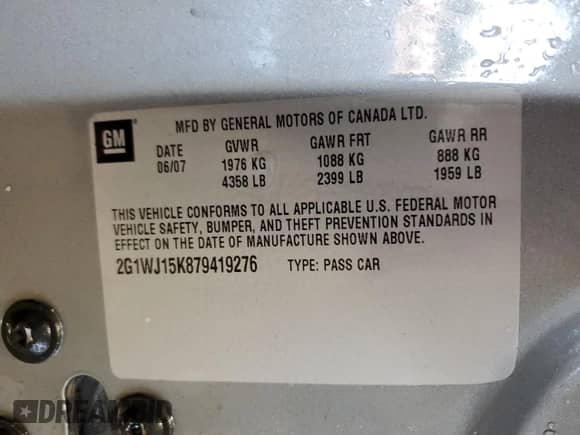 GM
MFD BY GENERAL MOTORS OF CANADA LTD.
DATE GVWR GAWR FRT GAWR RR
06/07 1976 KG 1088 KG 888 KG
4358 LB 2399 LB 1959 LB
THIS VEHICLE CONFORMS TO ALL APPLICABLE U.S. FEDERAL MOTOR
VEHICLE SAFETY, BUMPER, AND THEFT PREVENTION STANDARDS IN
EFFECT ON THE DATE OF MANUFACTURE SHOWN ABOVE.
2G1WJ15K879419276 TYPE: PASS CAR
DREAMBID